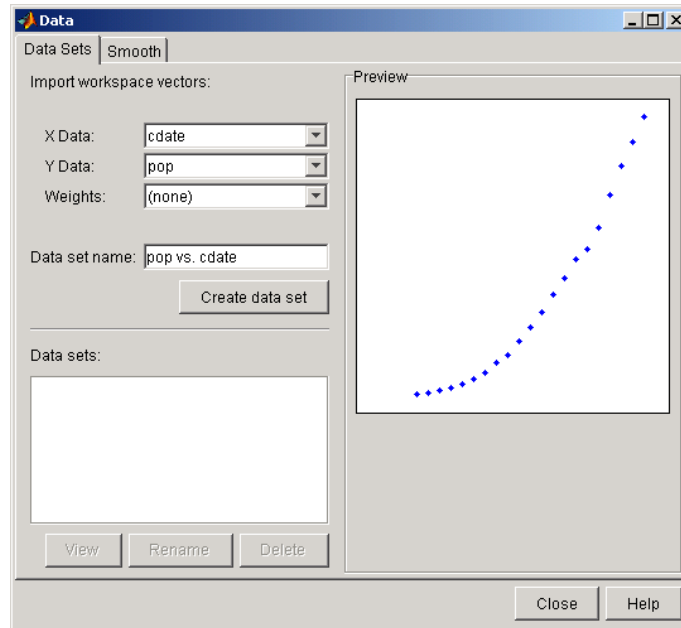 Data
Data Sets Smooth
Import workspace vectors:
X Data: cdate
Y Data: pop
Weights: (none)
Data set name: pop vs. cdate
Create data set
Data sets:
View Rename Delete
Preview
Close Help